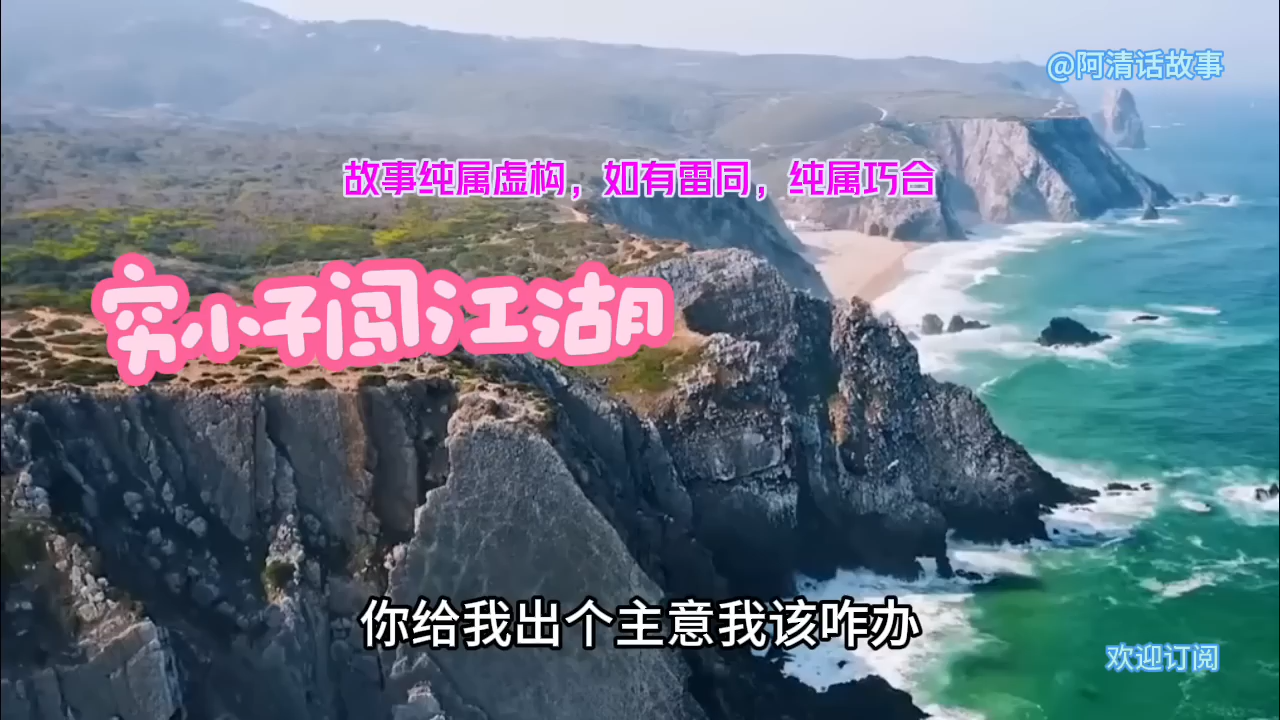 @阿清话故事
故事纯属虚构，如有雷同，纯属巧合
穷小子闯江湖
你给我出个主意我该咋办
欢迎订阅